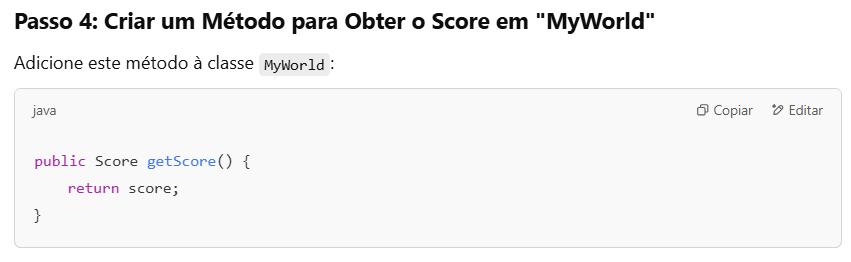 Passo 4: Criar um Método para Obter o Score em "MyWorld"
Adicione este método à classe MyWorld:
java Copiar Editar
public Score getScore() {
    return score;
}